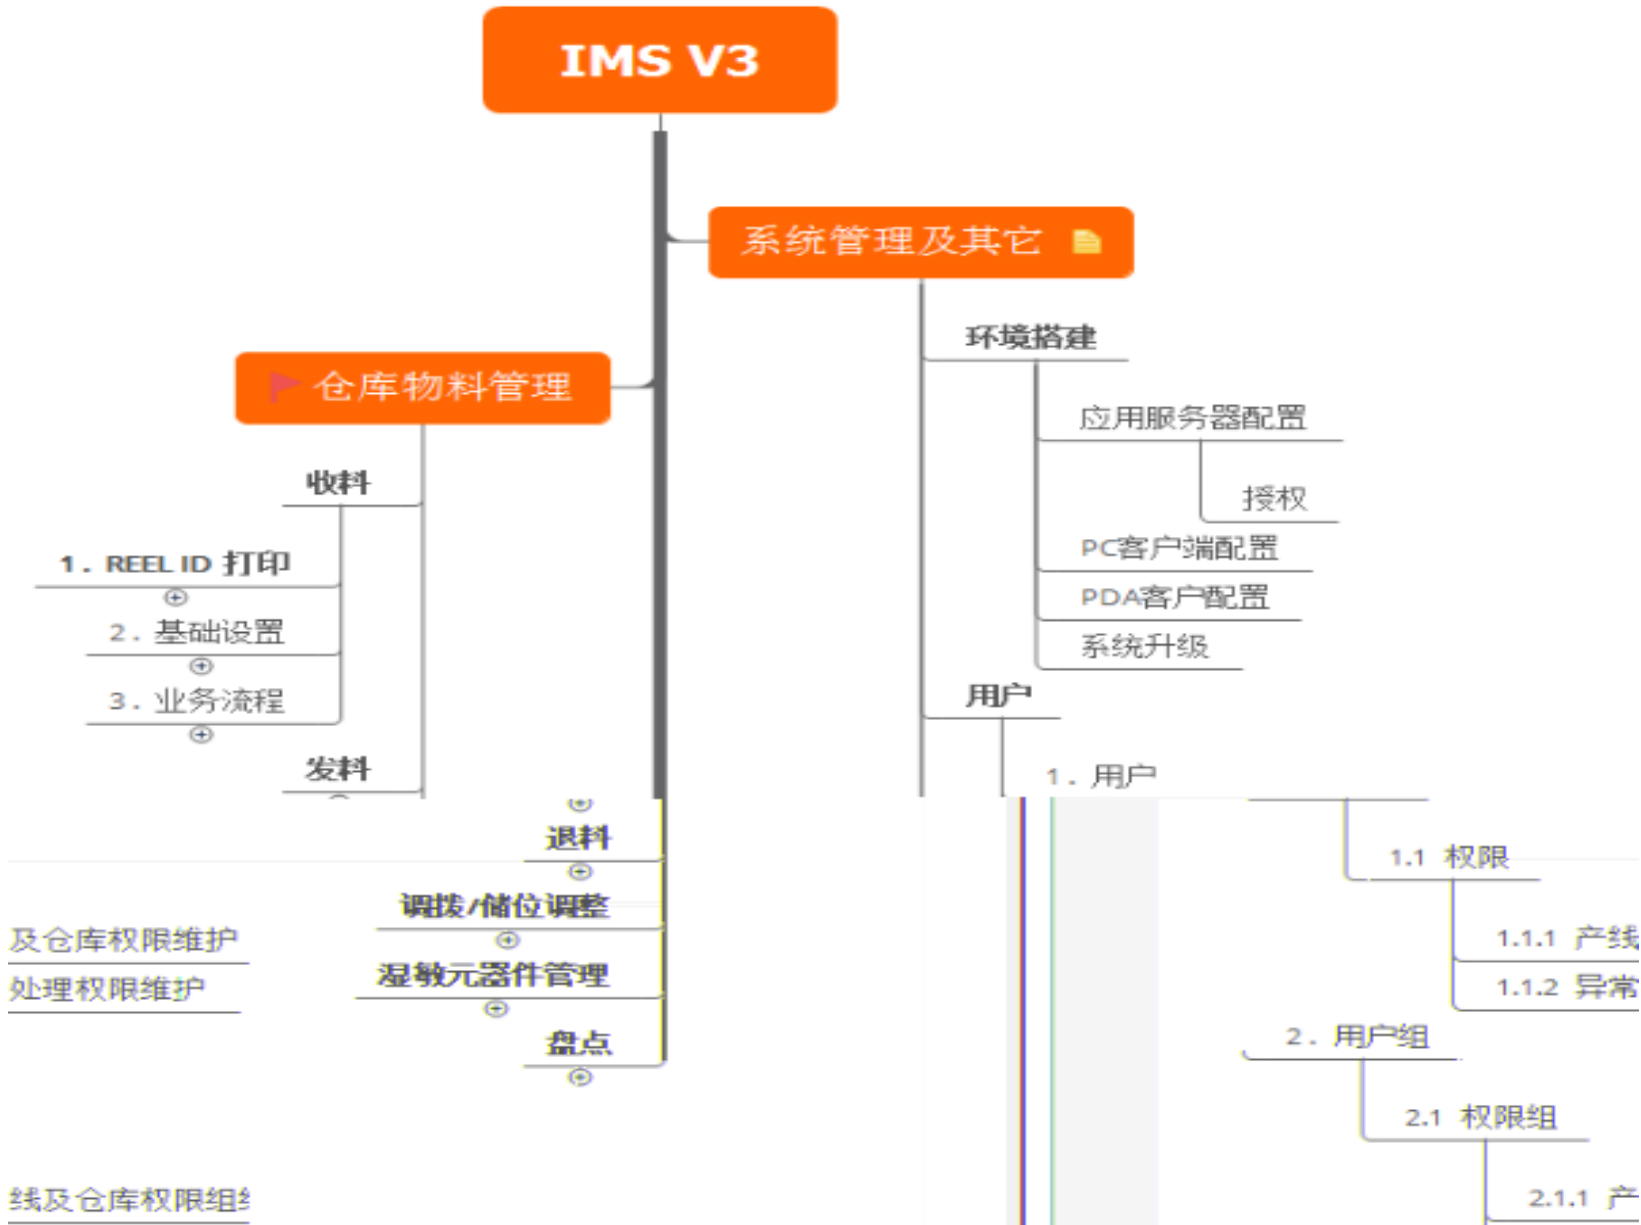 IMS V3
系统管理及其它
环境搭建
仓库物料管理
应用服务器配置
收料
授权
PC客户端配置
1. REEL ID 打印
PDA客户配置
2. 基础设置
系统升级
3. 业务流程
用户
发料
1. 用户
退料
1.1 权限
调拨/储位调整
及仓库权限维护
1.1.1 产线
湿敏元器件管理
处理权限维护
1.1.2 异常
盘点
2. 用户组
2.1 权限组
线及仓库权限组
2.1.1 产